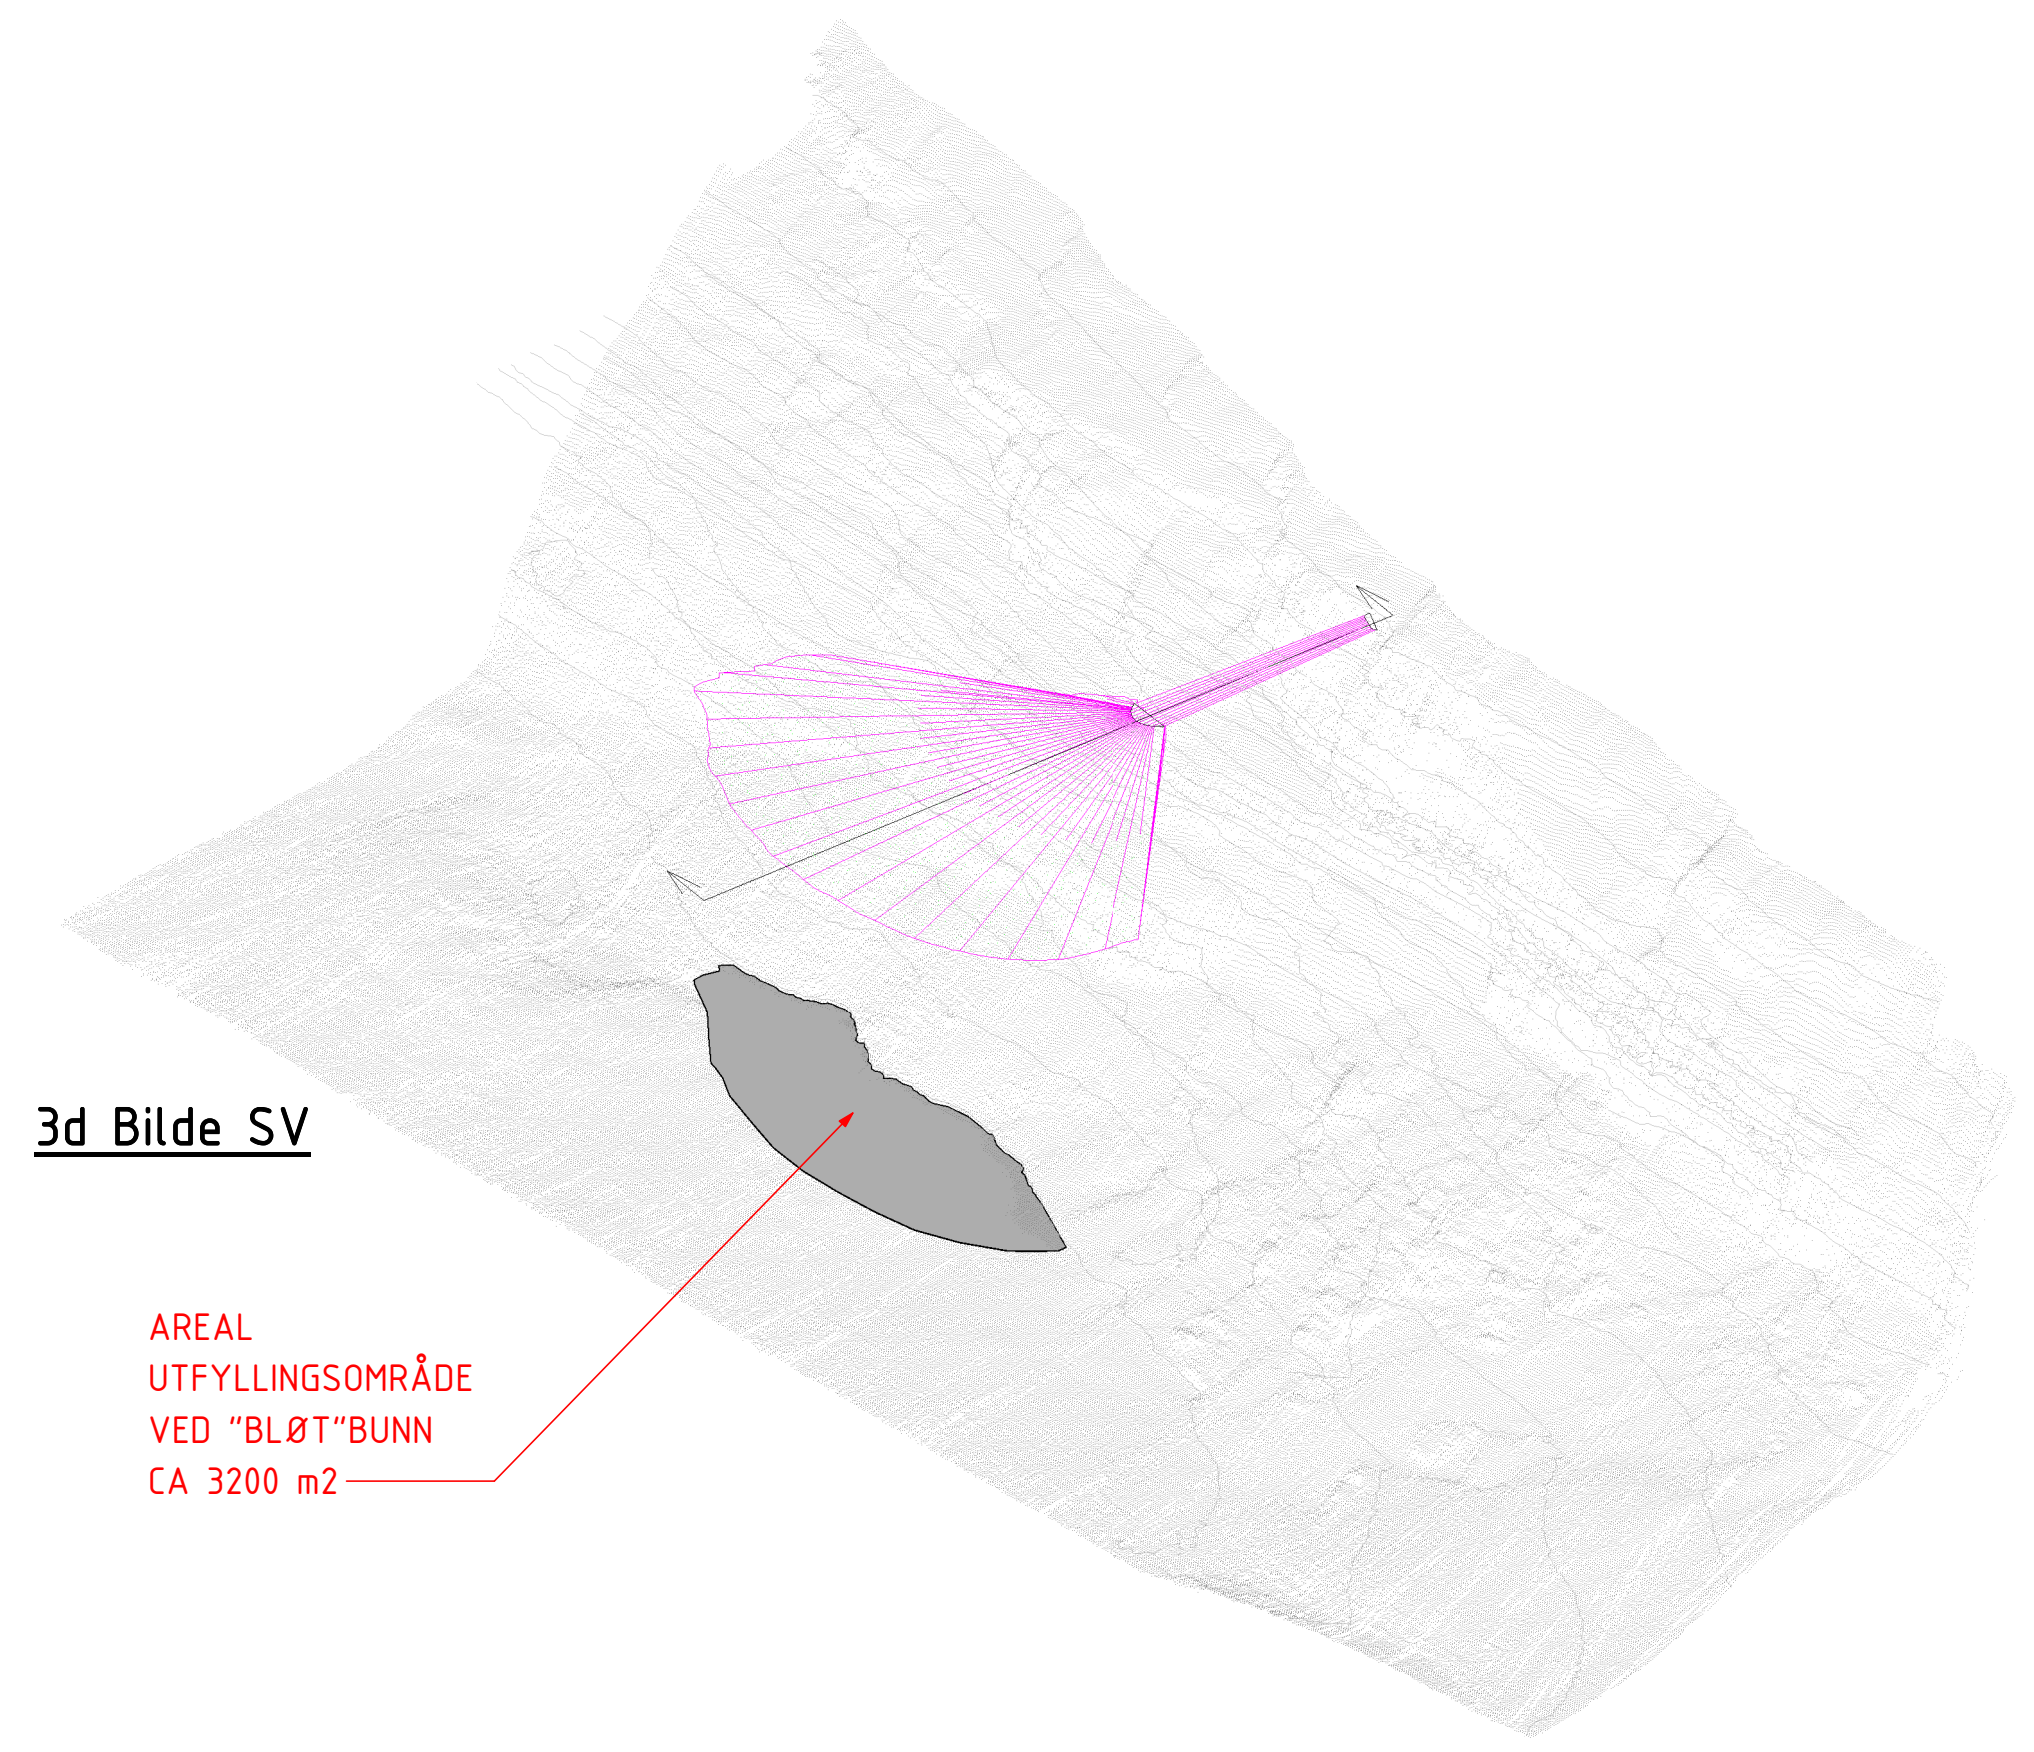 3d Bilde SV
AREAL
UTFYLLINGSOMRÅDE
VED "BLØT"BUNN
CA 3200 m2